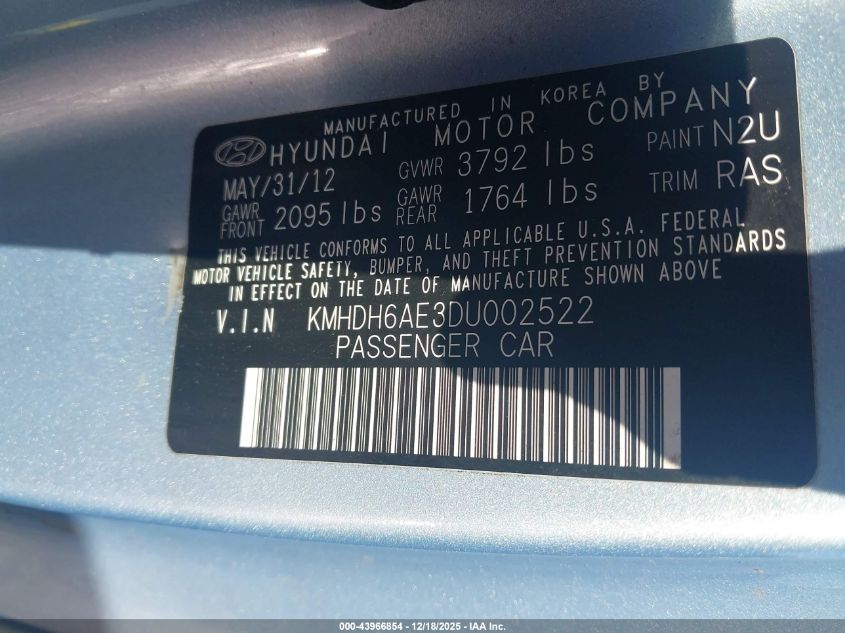 MANUFACTURED IN KOREA BY
HYUNDAI MOTOR COMPANY
MAY/31/12 GVWR 3792 lbs PAINT N2U
GAWR FRONT 2095 lbs GAWR REAR 1764 lbs TRIM RAS
THIS VEHICLE CONFORMS TO ALL APPLICABLE U.S.A. FEDERAL
MOTOR VEHICLE SAFETY, BUMPER, AND THEFT PREVENTION STANDARDS
IN EFFECT ON THE DATE OF MANUFACTURE SHOWN ABOVE
V.I.N KMHDH6AE3DU002522
PASSENGER CAR
000-43966854 | 12/18/2025 - IAA Inc.